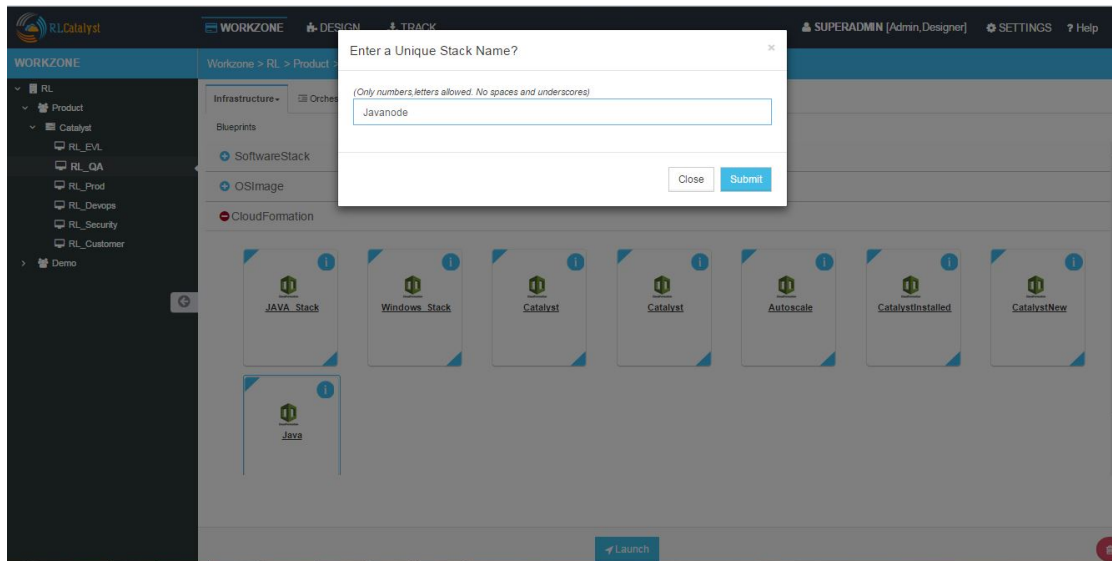 RLCatalyst
WORKZONE DESIGN TRACK SUPERADMIN [Admin,Designer] SETTINGS ? Help
WORKZONE
Workzone > RL > Product >
RL
Product
Catalyst
RL_EVL
RL_QA
RL_Prod
RL_Devops
RL_Security
RL_Customer
Demo
Enter a Unique Stack Name? ×
(Only numbers,letters allowed. No spaces and underscores)
Javanode
Close Submit
Infrastructure Orches
Blueprints
SoftwareStack
OSImage
CloudFormation
JAVA_Stack Windows_Stack Catalyst Catalyst Autoscale CatalystInstalled CatalystNew
Java
Launch